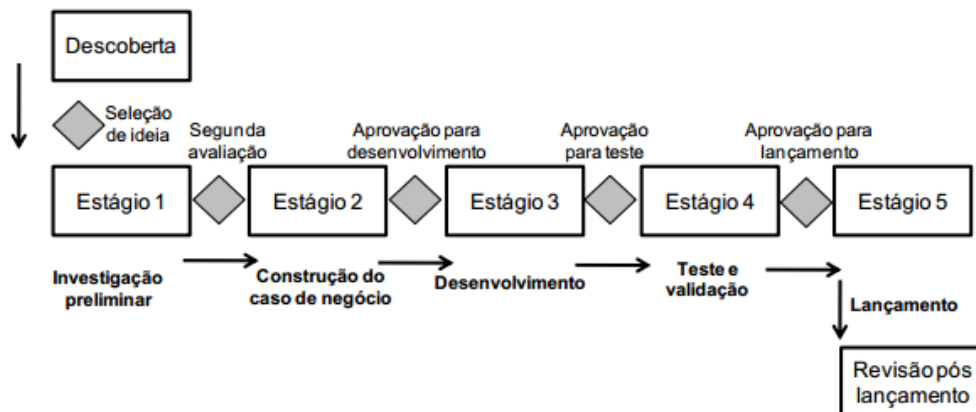 Descoberta
Seleção
de ideia
Segunda
avaliação
Aprovação para
desenvolvimento
Aprovação
para teste
Aprovação para
lançamento
Estágio 1
Estágio 2
Estágio 3
Estágio 4
Estágio 5
Investigação
preliminar
Construção do
caso de negócio
Desenvolvimento
Teste e
validação
Lançamento
Revisão pós
lançamento